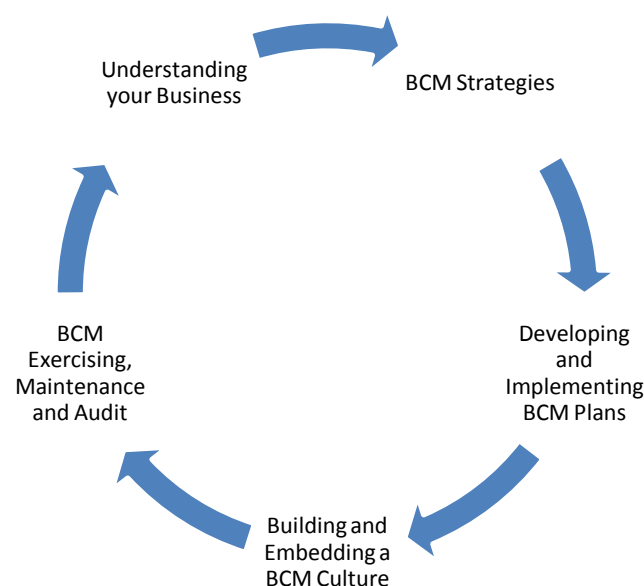 Understanding
your Business
BCM Strategies
Developing
and
Implementing
BCM Plans
Building and
Embedding a
BCM Culture
BCM
Exercising,
Maintenance
and Audit